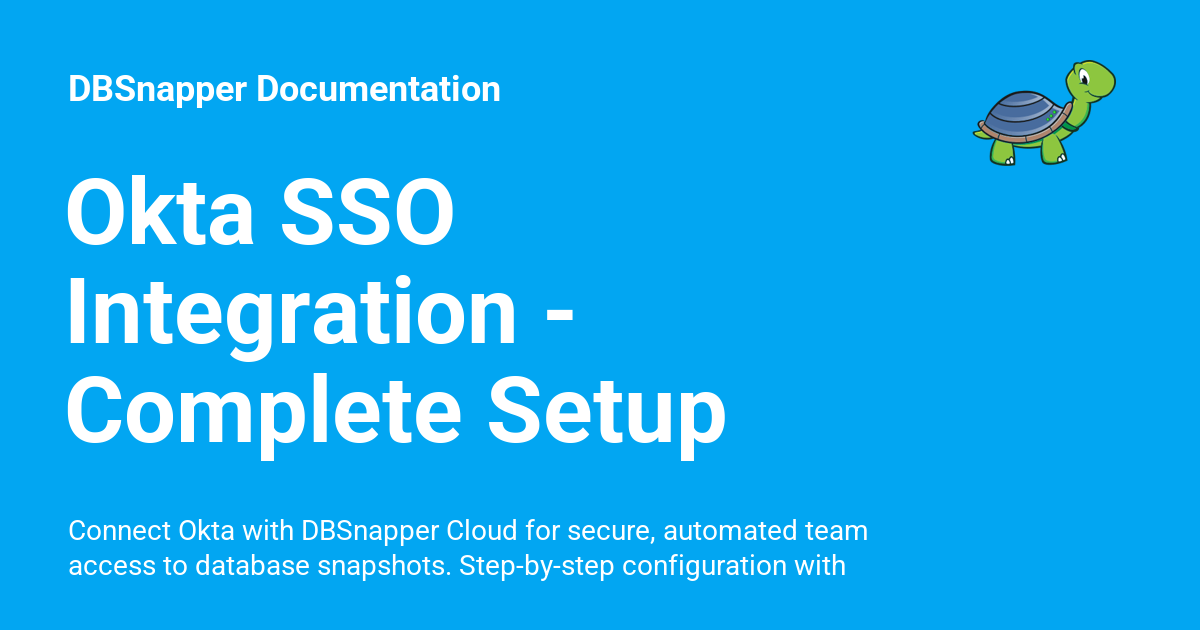 DBSnapper Documentation
Okta SSO
Integration -
Complete Setup
Connect Okta with DBSnapper Cloud for secure, automated team
access to database snapshots. Step-by-step configuration with